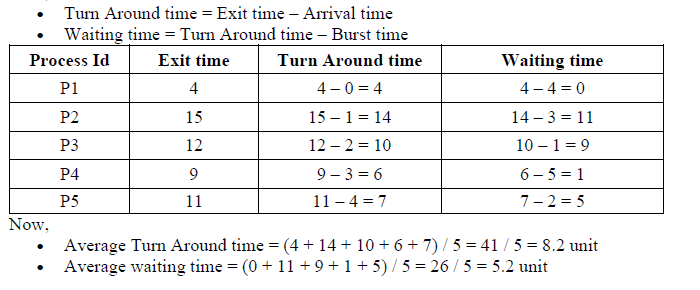 • Turn Around time = Exit time – Arrival time
• Waiting time = Turn Around time – Burst time
Process Id Exit time Turn Around time Waiting time
P1 4 4 – 0 = 4 4 – 4 = 0
P2 15 15 – 1 = 14 14 – 3 = 11
P3 12 12 – 2 = 10 10 – 1 = 9
P4 9 9 – 3 = 6 6 – 5 = 1
P5 11 11 – 4 = 7 7 – 2 = 5
Now,
• Average Turn Around time = (4 + 14 + 10 + 6 + 7) / 5 = 41 / 5 = 8.2 unit
• Average waiting time = (0 + 11 + 9 + 1 + 5) / 5 = 26 / 5 = 5.2 unit